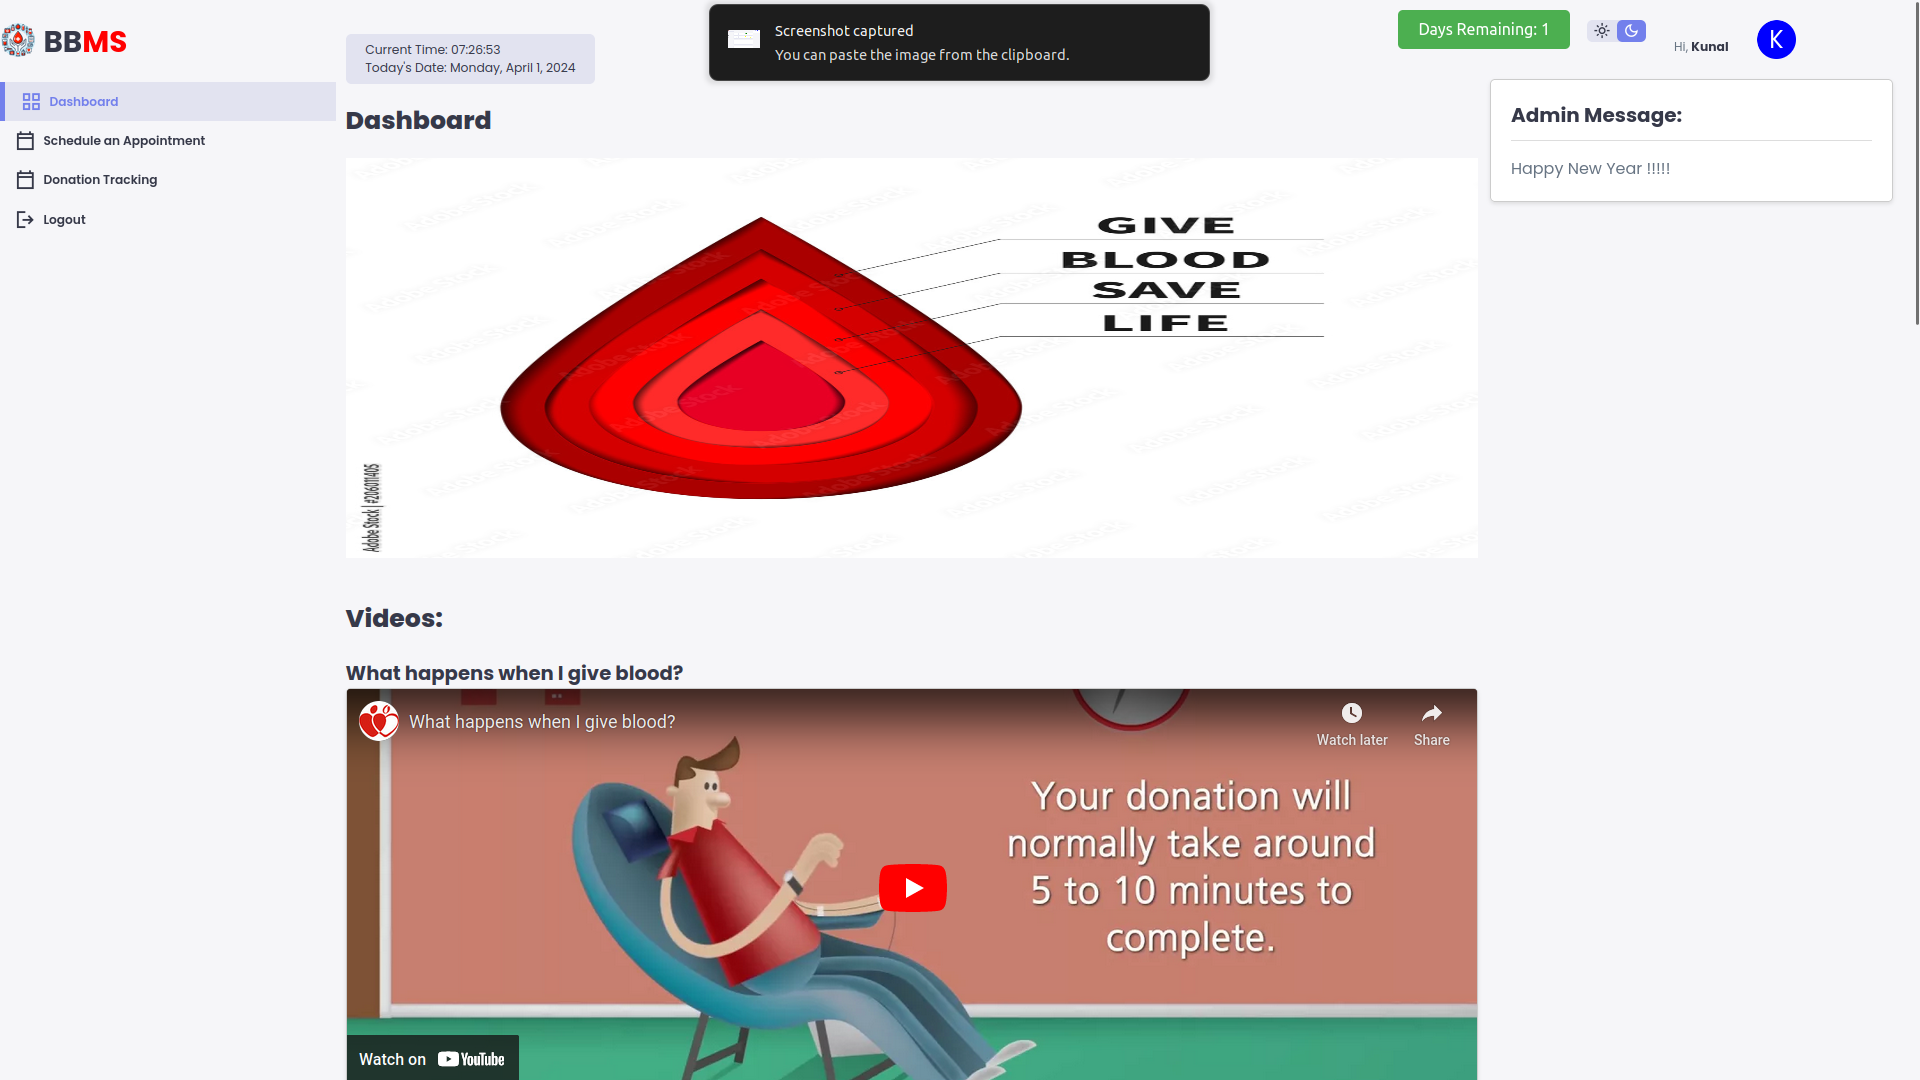 BBMS
Dashboard
Schedule an Appointment
Donation Tracking
Logout
Current Time: 07:26:53
Today's Date: Monday, April 1, 2024
Screenshot captured
You can paste the image from the clipboard.
Days Remaining: 1
Hi, Kunal
K
Admin Message:
Happy New Year !!!!!
Dashboard
GIVE
BLOOD
SAVE
LIFE
Adobe Stock
Adobe Stock | #206011405
Videos:
What happens when I give blood?
What happens when I give blood?
Watch later
Share
Your donation will
normally take around
5 to 10 minutes to
complete.
Watch on YouTube